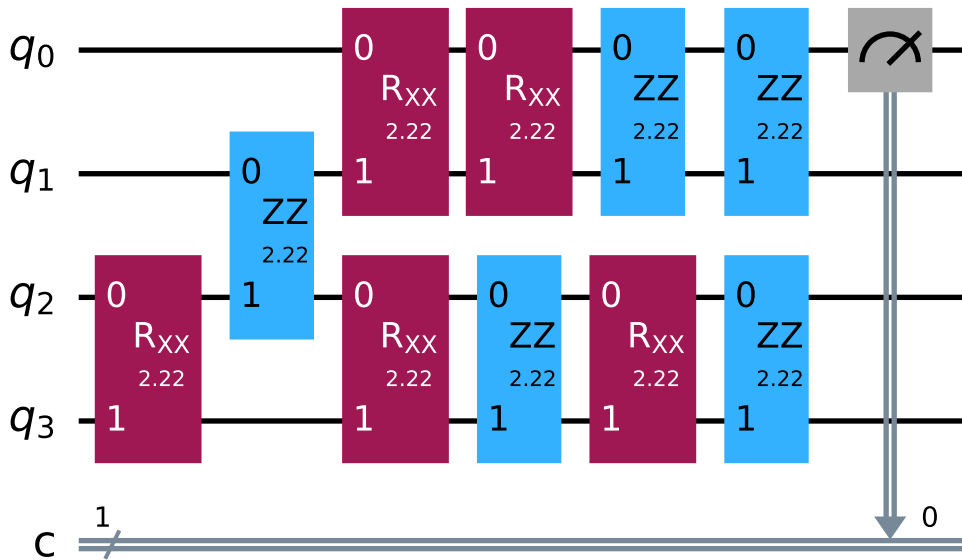 q0 0 0 0 0
RXX RXX ZZ ZZ
2.22 2.22 2.22 2.22
q1 0 1 1 1 1
ZZ
2.22
q2 0 1 0 0 0 0
RXX RXX ZZ RXX ZZ
2.22 2.22 2.22 2.22 2.22
q3 1 1 1 1 1
1 0
c